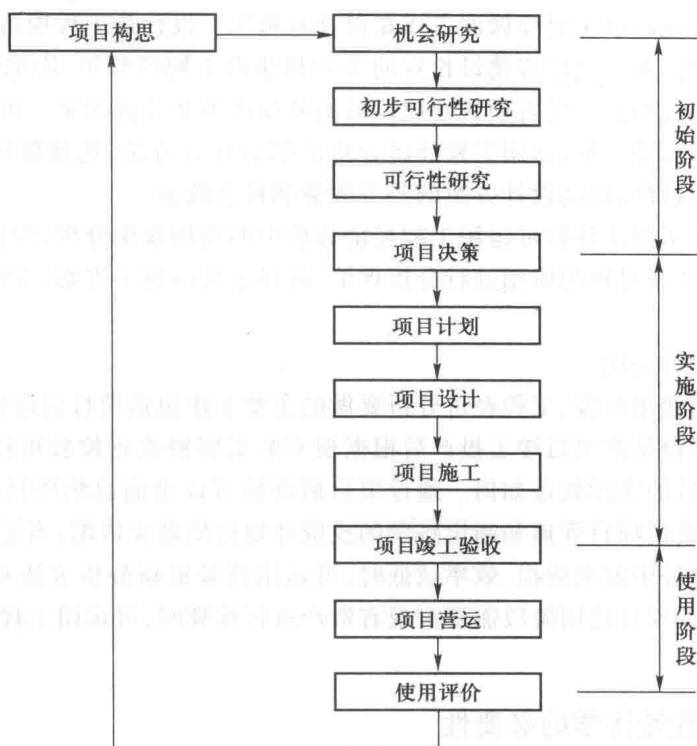 项目构思
机会研究
初步可行性研究
可行性研究
项目决策
项目计划
项目设计
项目施工
项目竣工验收
项目营运
使用评价
初始阶段
实施阶段
使用阶段